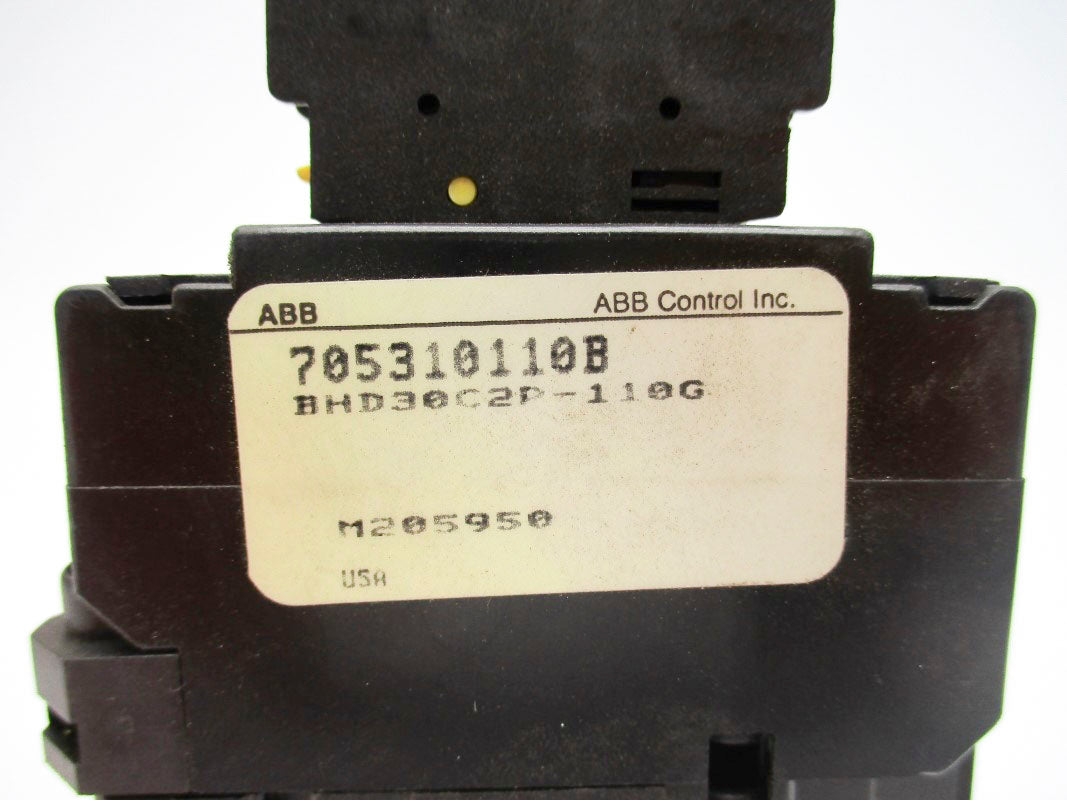 ABB ABB Control Inc.
705310110B
BHD30C2P-110G
M205950
USA